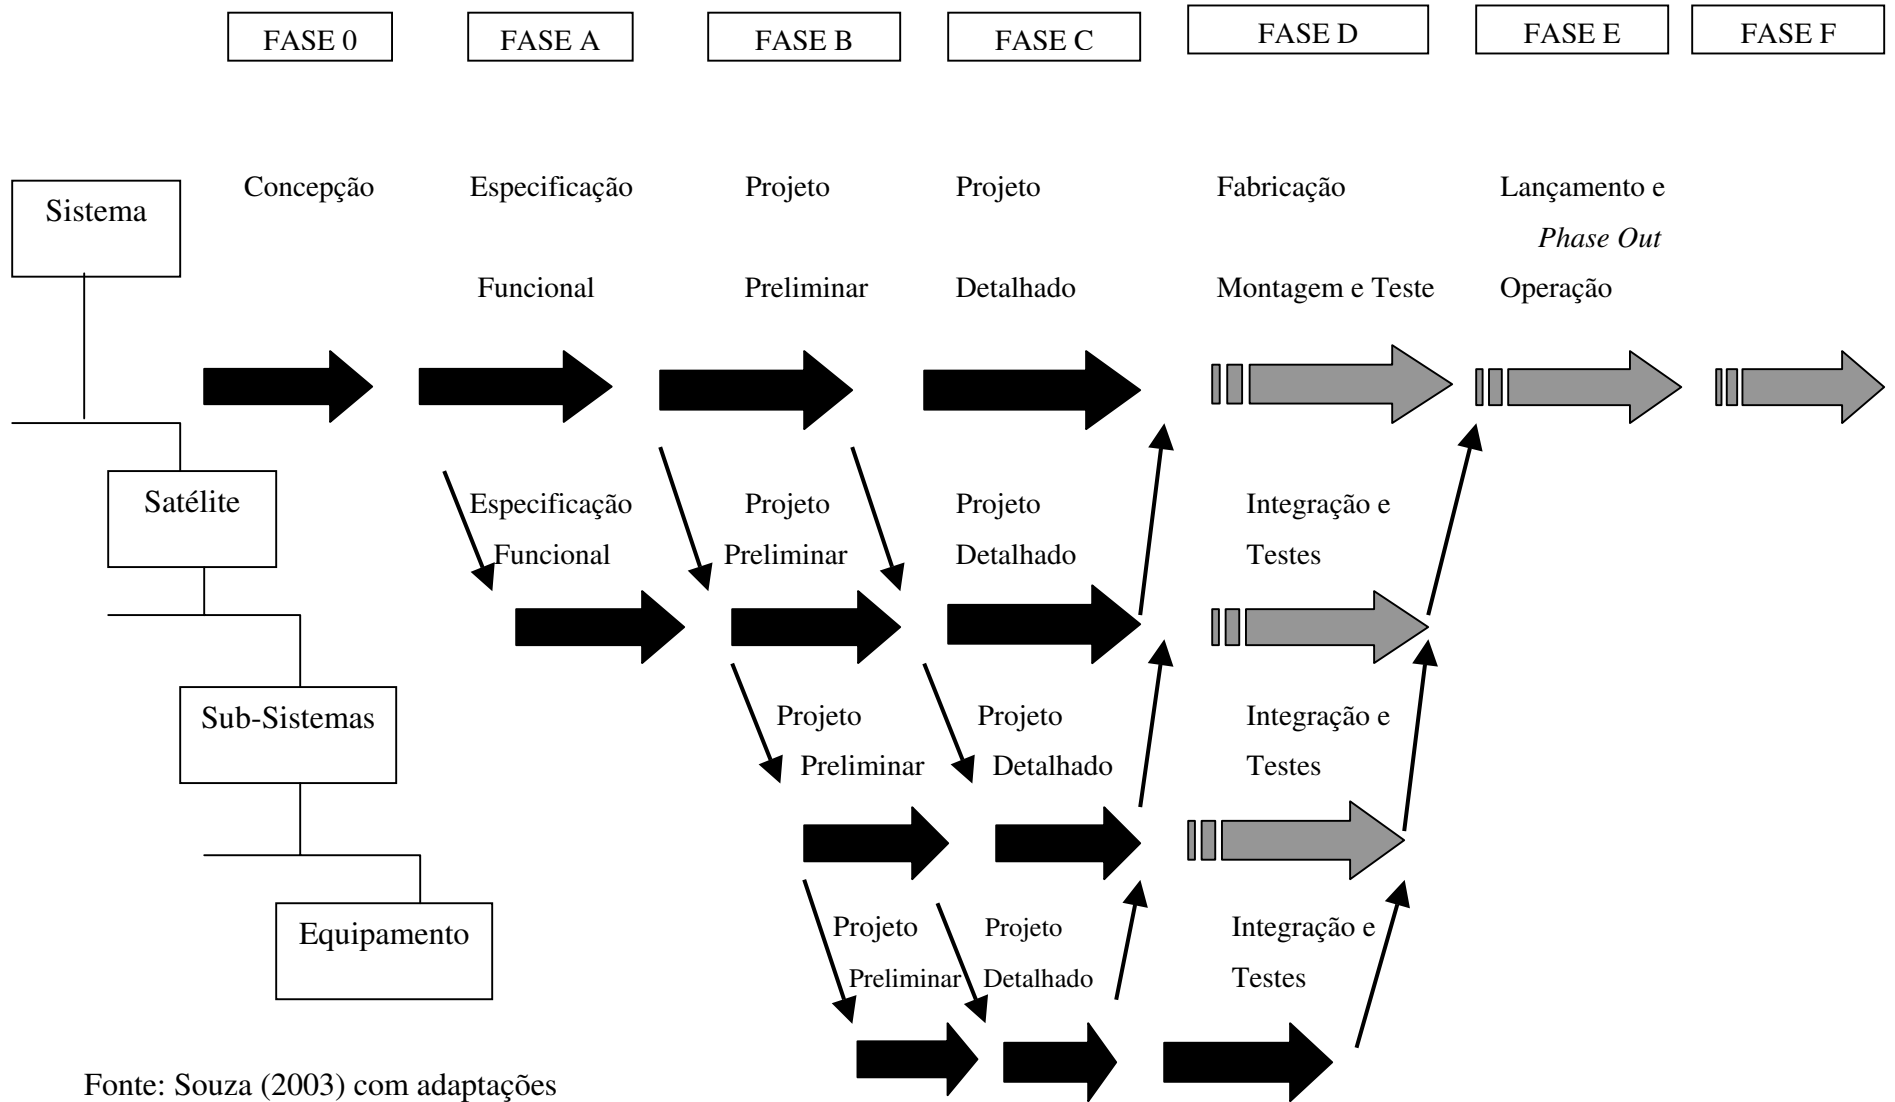 FASE 0
FASE A
FASE B
FASE C
FASE D
FASE E
FASE F
Sistema
Concepção
Especificação
Funcional
Projeto
Preliminar
Projeto
Detalhado
Fabricação
Montagem e Teste
Lançamento e
Phase Out
Operação
Satélite
Especificação
Funcional
Projeto
Preliminar
Projeto
Detalhado
Integração e
Testes
Sub-Sistemas
Projeto
Preliminar
Projeto
Detalhado
Integração e
Testes
Equipamento
Projeto
Preliminar
Projeto
Detalhado
Integração e
Testes
Fonte: Souza (2003) com adaptações